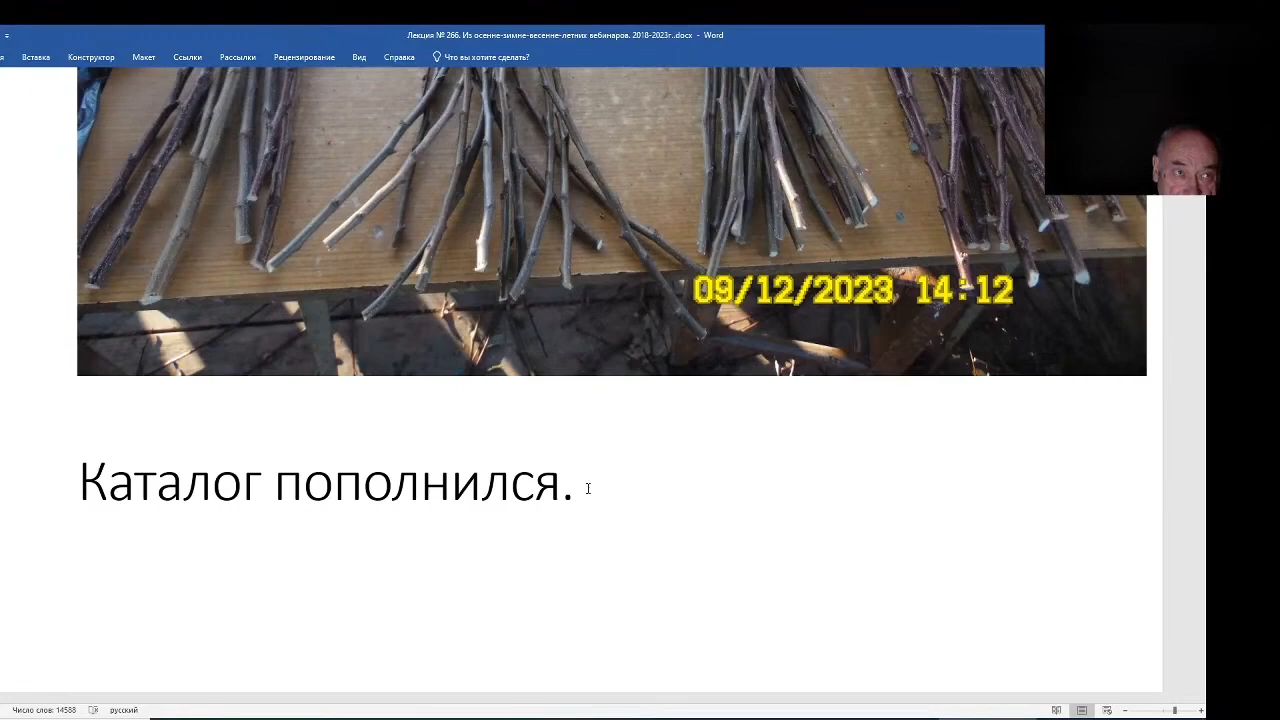 Лекция № 266. Из осенне-зимне-весенне-летних вебинаров. 2018-2023г..docx - Word
Вставка Конструктор Макет Ссылки Рассылки Рецензирование Вид Справка Что вы хотите сделать?
09/12/2023 14:12
Каталог пополнился.
Число слов: 14588 русский